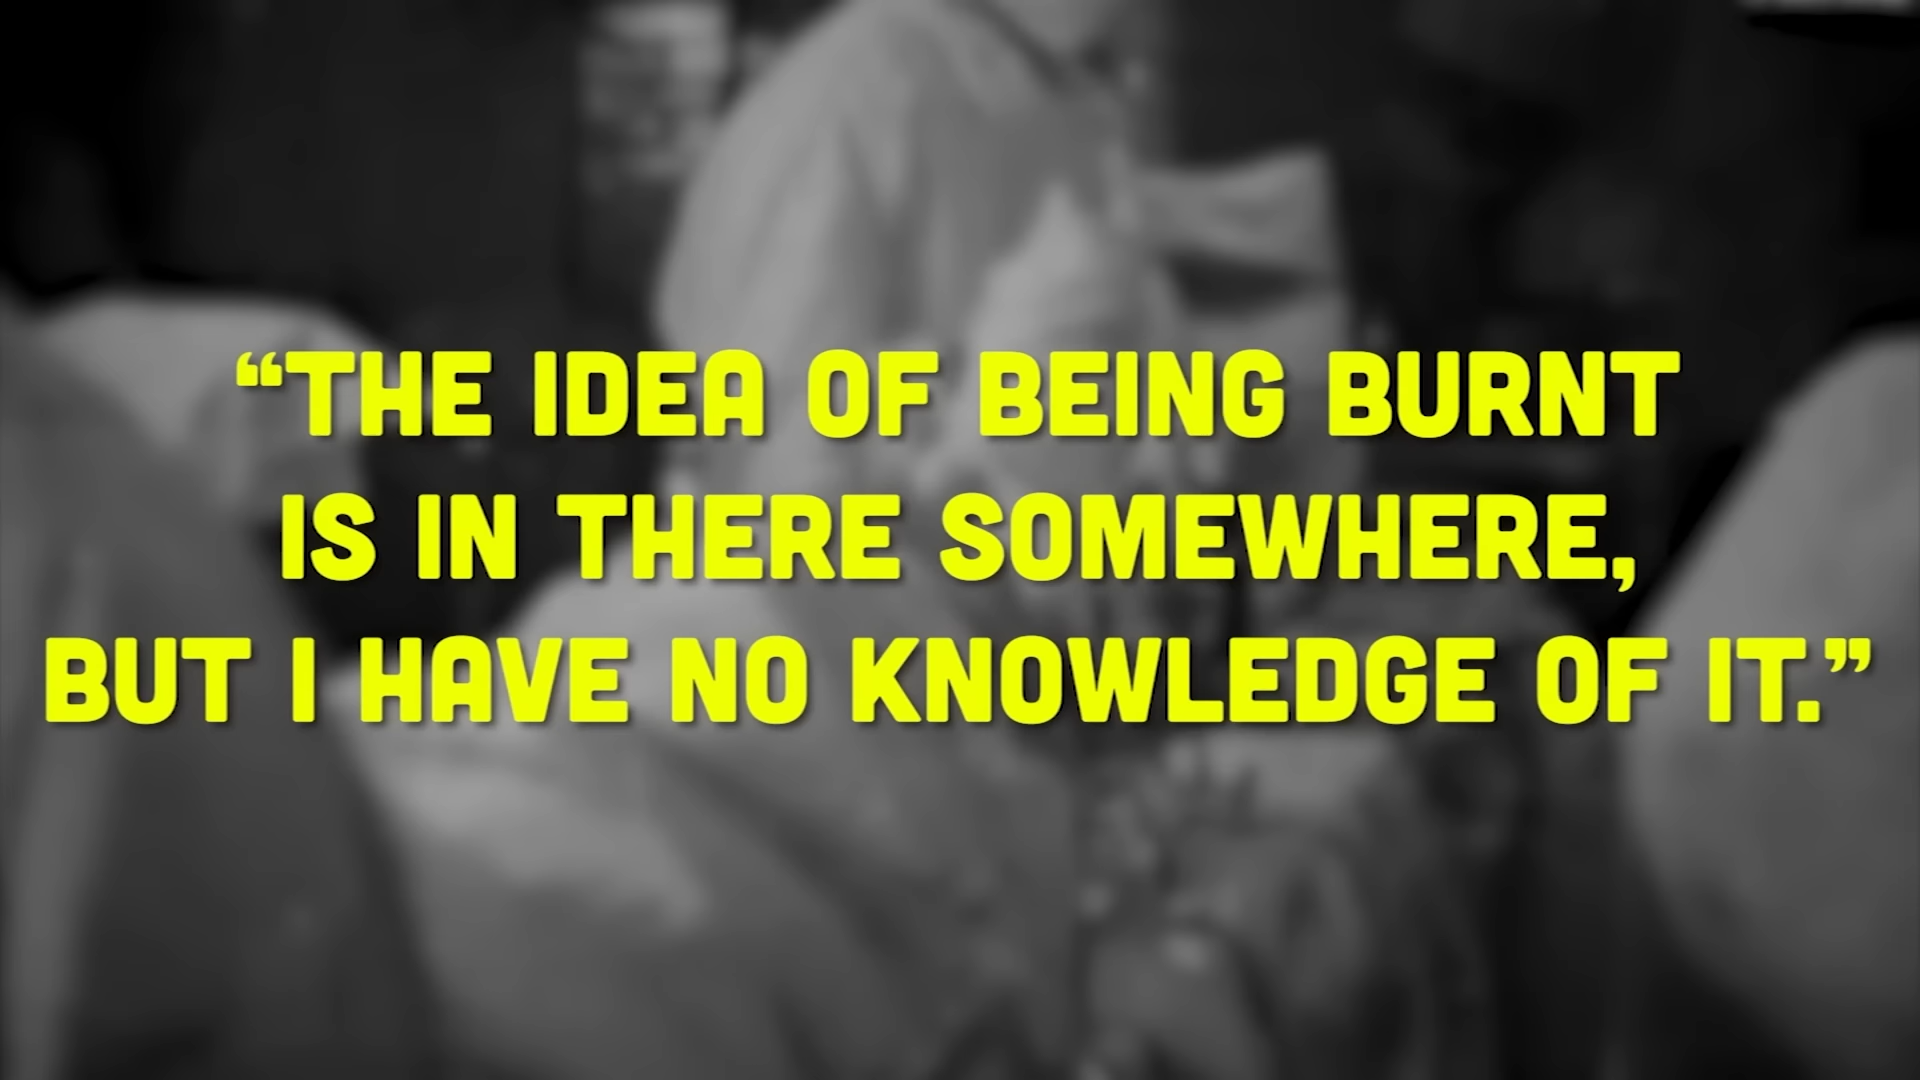 “THE IDEA OF BEING BURNT
IS IN THERE SOMEWHERE,
BUT I HAVE NO KNOWLEDGE OF IT.”